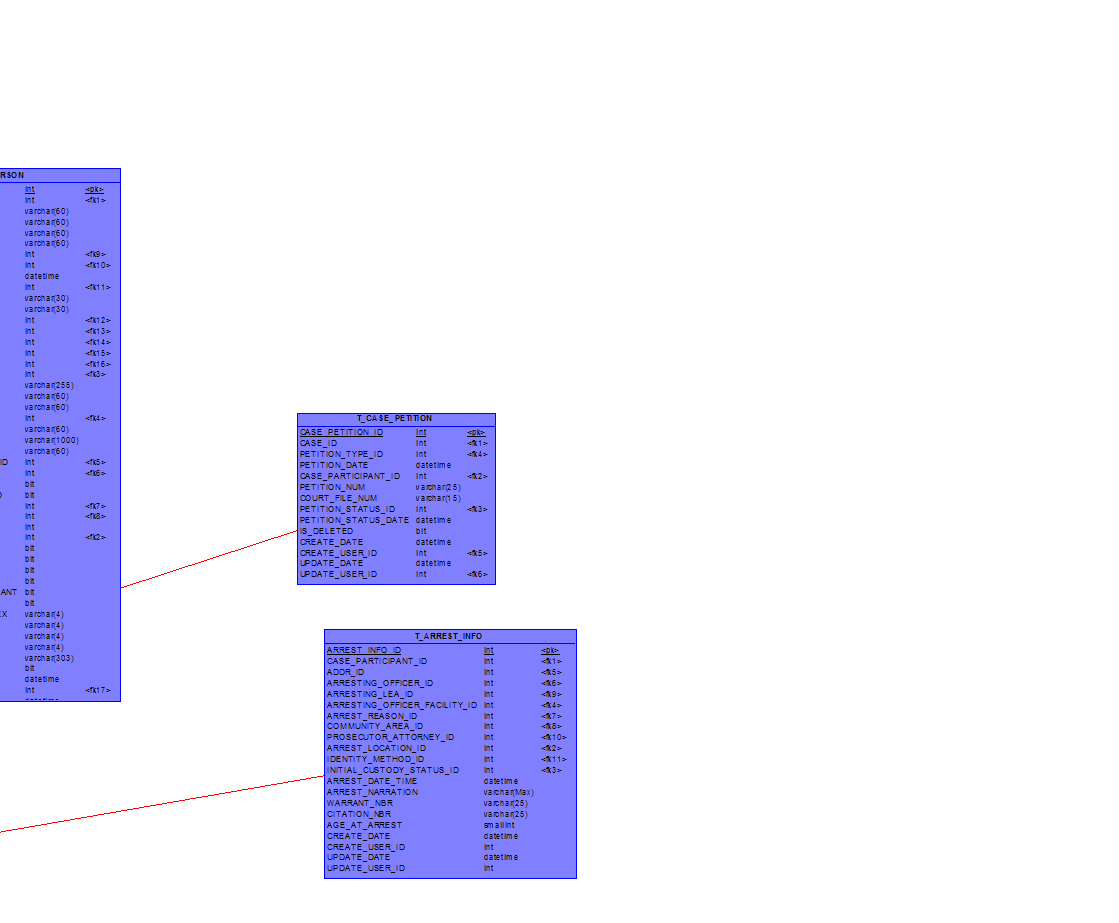 RSON
int <pk>
int <fk1>
varchar(60)
varchar(60)
varchar(60)
varchar(60)
int <fk9>
int <fk10>
datetime
int <fk11>
varchar(30)
varchar(30)
int <fk12>
int <fk13>
int <fk14>
int <fk15>
int <fk16>
int <fk3>
varchar(255)
varchar(60)
varchar(60)
int <fk4>
varchar(60)
varchar(1000)
varchar(60)
ID int <fk5>
int <fk6>
bit
bit
int <fk7>
int <fk8>
int
int <fk2>
bit
bit
bit
bit
ANT bit
bit
EX varchar(4)
varchar(4)
varchar(4)
varchar(4)
varchar(303)
bit
datetime
int <fk17>
T_CASE_PETITION
CASE_PETITION_ID int <pk>
CASE_ID int <fk1>
PETITION_TYPE_ID int <fk4>
PETITION_DATE datetime
CASE_PARTICIPANT_ID int <fk2>
PETITION_NUM varchar(25)
COURT_FILE_NUM varchar(15)
PETITION_STATUS_ID int <fk3>
PETITION_STATUS_DATE datetime
IS_DELETED bit
CREATE_DATE datetime
CREATE_USER_ID int <fk5>
UPDATE_DATE datetime
UPDATE_USER_ID int <fk6>
T_ARREST_INFO
ARREST_INFO_ID int <pk>
CASE_PARTICIPANT_ID int <fk1>
ADDR_ID int <fk5>
ARRESTING_OFFICER_ID int <fk6>
ARRESTING_LEA_ID int <fk9>
ARRESTING_OFFICER_FACILITY_ID int <fk4>
ARREST_REASON_ID int <fk7>
COMMUNITY_AREA_ID int <fk8>
PROSECUTOR_ATTORNEY_ID int <fk10>
ARREST_LOCATION_ID int <fk2>
IDENTITY_METHOD_ID int <fk11>
INITIAL_CUSTODY_STATUS_ID int <fk3>
ARREST_DATE_TIME datetime
ARREST_NARRATION varchar(Max)
WARRANT_NBR varchar(25)
CITATION_NBR varchar(25)
AGE_AT_ARREST smallint
CREATE_DATE datetime
CREATE_USER_ID int
UPDATE_DATE datetime
UPDATE_USER_ID int